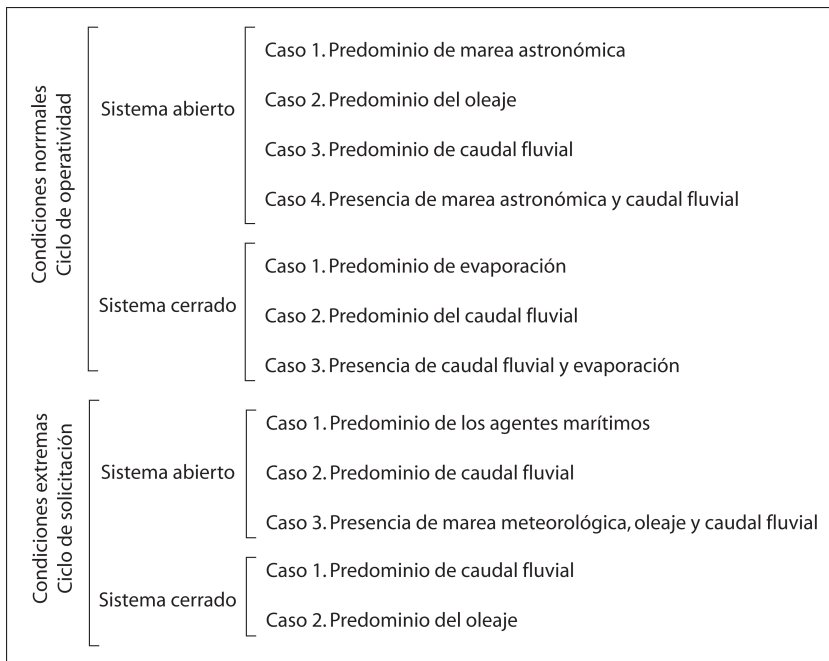 Condiciones norrmales
Ciclo de operatividad
Sistema abierto
Caso 1. Predominio de marea astronómica
Caso 2. Predominio del oleaje
Caso 3. Predominio de caudal fluvial
Caso 4. Presencia de marea astronómica y caudal fluvial
Sistema cerrado
Caso 1. Predominio de evaporación
Caso 2. Predominio del caudal fluvial
Caso 3. Presencia de caudal fluvial y evaporación
Condiciones extremas
Ciclo de solicitación
Sistema abierto
Caso 1. Predominio de los agentes marítimos
Caso 2. Predominio de caudal fluvial
Caso 3. Presencia de marea meteorológica, oleaje y caudal fluvial
Sistema cerrado
Caso 1. Predominio de caudal fluvial
Caso 2. Predominio del oleaje